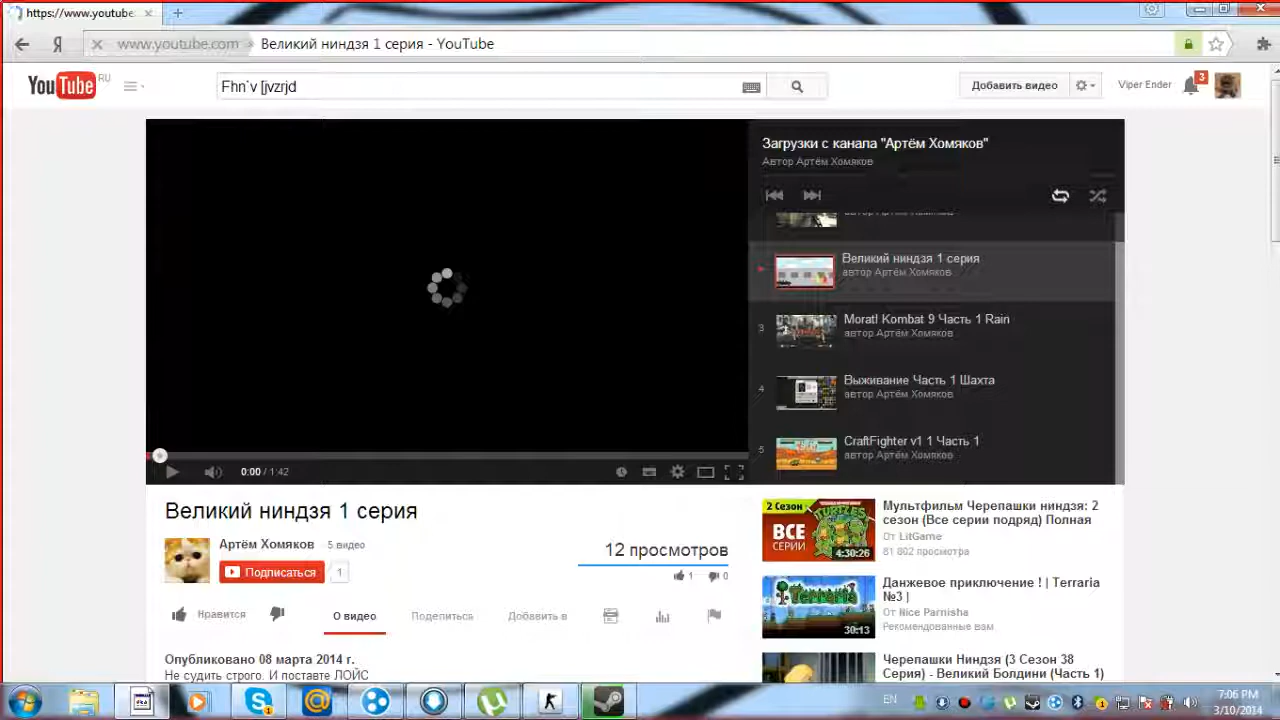 https://www.youtube
Я
www.youtube.com
Великий ниндзя 1 серия - YouTube
YouTube RU
Fhn`v [jvzrjd
Добавить видео
Viper Ender
3
Загрузки с канала "Артём Хомяков"
Автор Артём Хомяков
Великий ниндзя 1 серия
автор Артём Хомяков
3
Moratl Kombat 9 Часть 1 Rain
автор Артём Хомяков
4
Выживание Часть 1 Шахта
автор Артём Хомяков
5
CraftFighter v1 1 Часть 1
автор Артём Хомяков
0:00 / 1:42
Великий ниндзя 1 серия
Артём Хомяков 5 видео
Подписаться 1
12 просмотров
1 0
Нравится
О видео
Поделиться
Добавить в
Опубликовано 08 марта 2014 г.
Не судить строго. И поставте ЛОЙС
2 Сезон
TURTLES
ВСЕ
СЕРИИ
4:30:26
Мультфильм Черепашки ниндзя: 2
сезон (Все серии подряд) Полная
От LitGame
81 802 просмотра
Terraria
30:13
Данжевое приключение ! | Terraria
№3 |
От Nice Parnisha
Рекомендованные вам
Черепашки Ниндзя (3 Сезон 38
Серия) - Великий Болдини (Часть 1)
EN
7:06 PM
3/10/2014